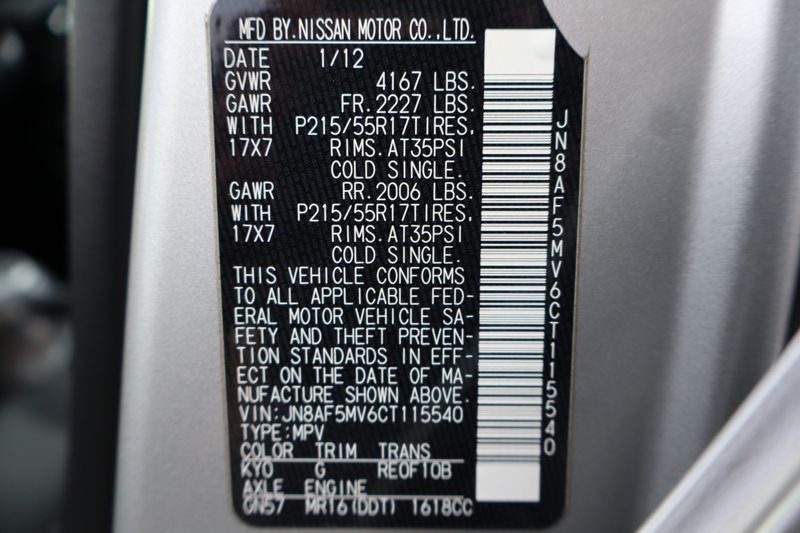 MFD BY.NISSAN MOTOR CO.,LTD.
DATE 1/12
GVWR 4167 LBS.
GAWR FR.2227 LBS.
WITH P215/55R17TIRES,
17X7 RIMS.AT35PSI
COLD SINGLE.
GAWR RR.2006 LBS.
WITH P215/55R17TIRES,
17X7 RIMS.AT35PSI
COLD SINGLE.
THIS VEHICLE CONFORMS
TO ALL APPLICABLE FED-
ERAL MOTOR VEHICLE SA-
FETY AND THEFT PREVEN-
TION STANDARDS IN EFF-
ECT ON THE DATE OF MA-
NUFACTURE SHOWN ABOVE.
VIN:JN8AF5MV6CT115540
TYPE:MPV
COLOR TRIM TRANS
KY0 G RE0F10B
AXLE ENGINE
GN57 MR16(DDT) 1618CC
JN8AF5MV6CT115540